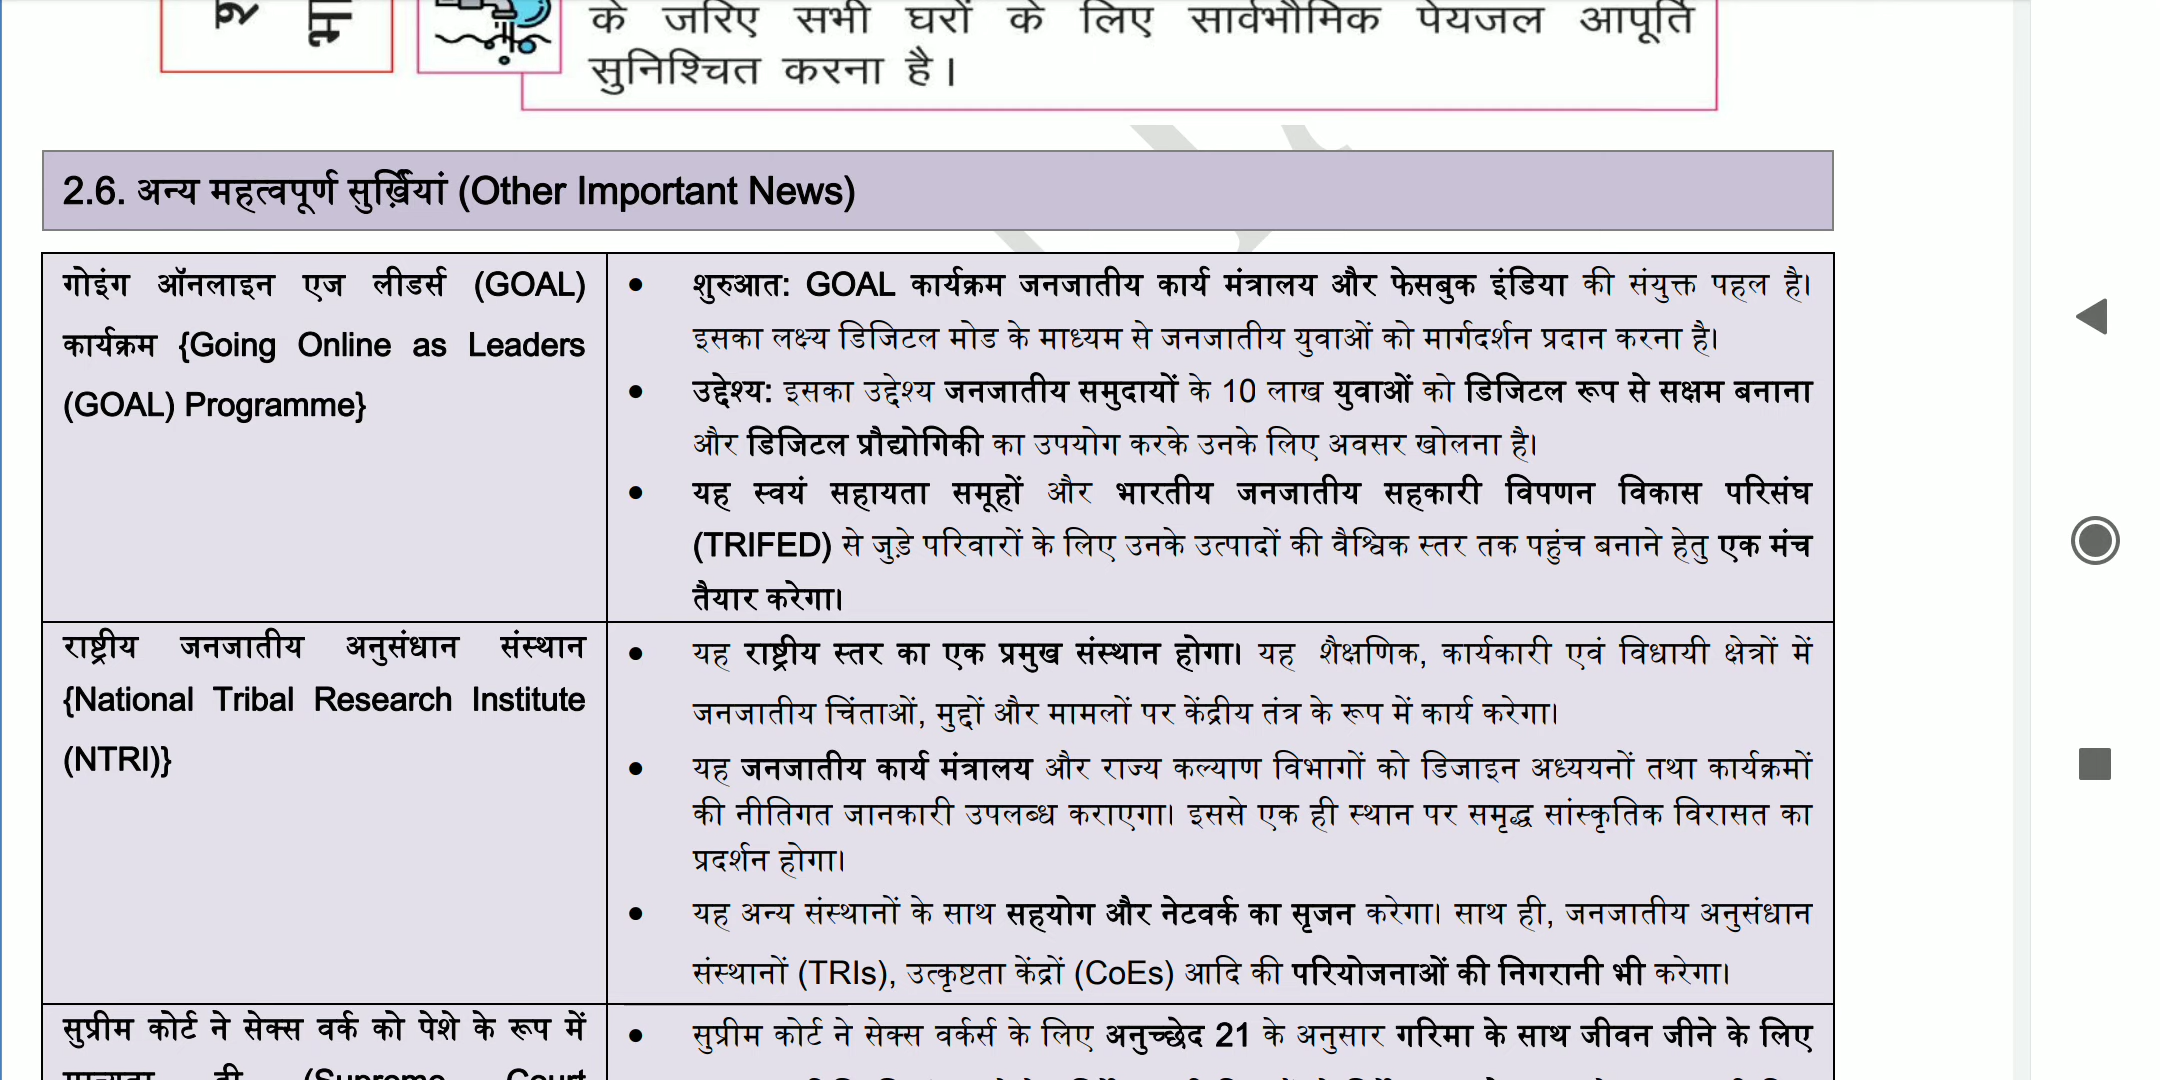 के जरिए सभी घरों के लिए सार्वभौमिक पेयजल आपूर्ति
सुनिश्चित करना है।
2.6. अन्य महत्वपूर्ण सुर्ख़ियां (Other Important News)
गोइंग ऑनलाइन एज लीडर्स (GOAL)
कार्यक्रम {Going Online as Leaders
(GOAL) Programme}
● शुरुआत: GOAL कार्यक्रम जनजातीय कार्य मंत्रालय और फेसबुक इंडिया की संयुक्त पहल है।
इसका लक्ष्य डिजिटल मोड के माध्यम से जनजातीय युवाओं को मार्गदर्शन प्रदान करना है।
● उद्देश्य: इसका उद्देश्य जनजातीय समुदायों के 10 लाख युवाओं को डिजिटल रूप से सक्षम बनाना
और डिजिटल प्रौद्योगिकी का उपयोग करके उनके लिए अवसर खोलना है।
● यह स्वयं सहायता समूहों और भारतीय जनजातीय सहकारी विपणन विकास परिसंघ
(TRIFED) से जुड़े परिवारों के लिए उनके उत्पादों की वैश्विक स्तर तक पहुंच बनाने हेतु एक मंच
तैयार करेगा।
राष्ट्रीय जनजातीय अनुसंधान संस्थान
{National Tribal Research Institute
(NTRI)}
● यह राष्ट्रीय स्तर का एक प्रमुख संस्थान होगा। यह शैक्षणिक, कार्यकारी एवं विधायी क्षेत्रों में
जनजातीय चिंताओं, मुद्दों और मामलों पर केंद्रीय तंत्र के रूप में कार्य करेगा।
● यह जनजातीय कार्य मंत्रालय और राज्य कल्याण विभागों को डिजाइन अध्ययनों तथा कार्यक्रमों
की नीतिगत जानकारी उपलब्ध कराएगा। इससे एक ही स्थान पर समृद्ध सांस्कृतिक विरासत का
प्रदर्शन होगा।
● यह अन्य संस्थानों के साथ सहयोग और नेटवर्क का सृजन करेगा। साथ ही, जनजातीय अनुसंधान
संस्थानों (TRIs), उत्कृष्टता केंद्रों (CoEs) आदि की परियोजनाओं की निगरानी भी करेगा।
सुप्रीम कोर्ट ने सेक्स वर्क को पेशे के रूप में
(Supreme Court
● सुप्रीम कोर्ट ने सेक्स वर्कर्स के लिए अनुच्छेद 21 के अनुसार गरिमा के साथ जीवन जीने के लिए